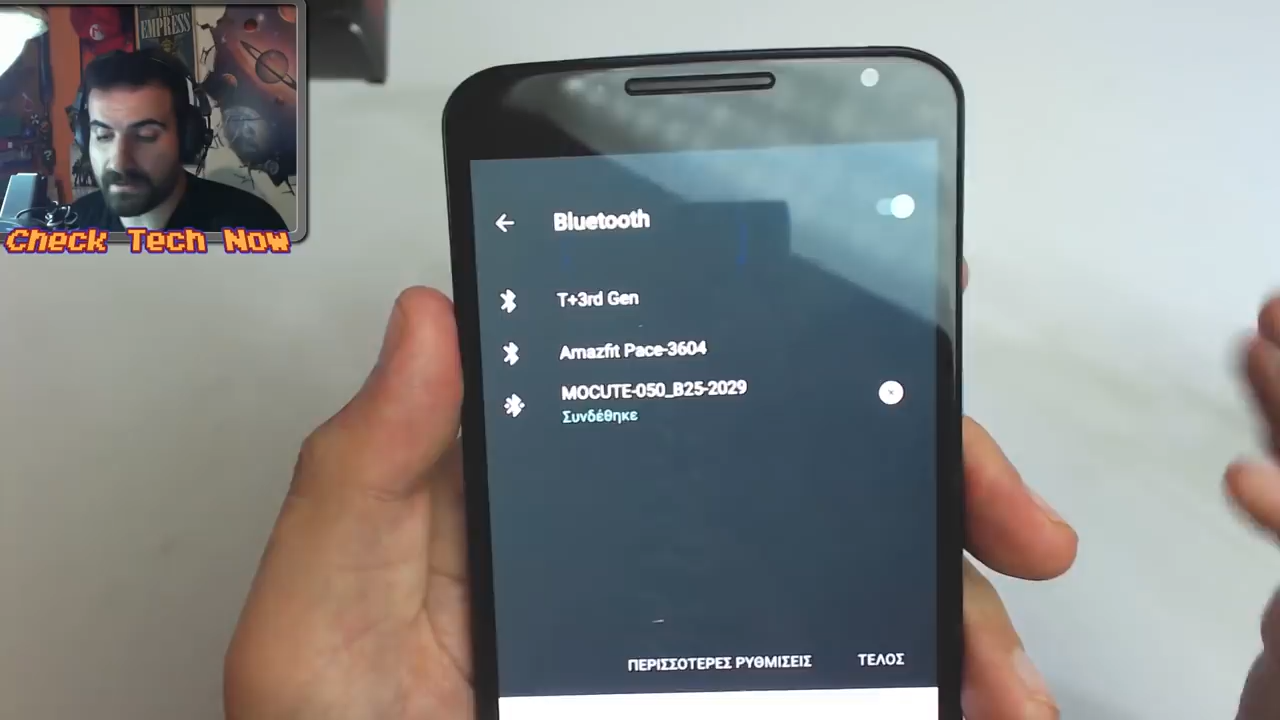 THE
EMPRESS
Check Tech Now
Bluetooth
T+3rd Gen
Amazfit Pace-3604
MOCUTE-050_B25-2029
Συνδέθηκε
ΠΕΡΙΣΣΟΤΕΡΕΣ ΡΥΘΜΙΣΕΙΣ
ΤΕΛΟΣ